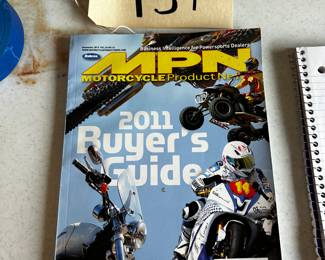 Business Intelligence for Powersports Dealers
MPN
MOTORCYCLE Product News
2011
Buyer's
Guide